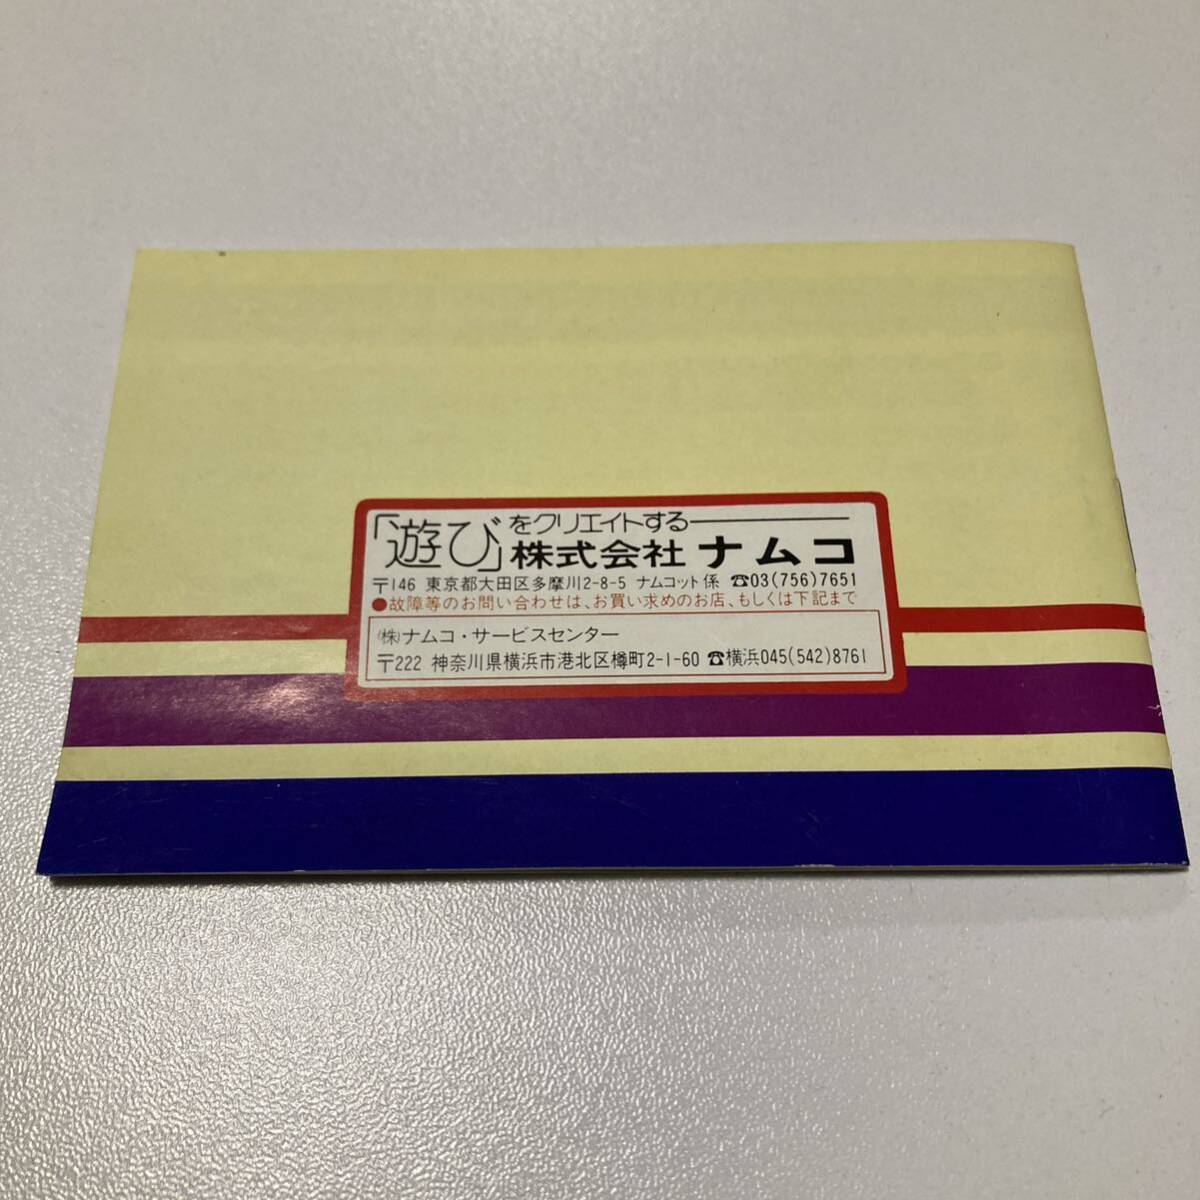 「遊び」をクリエイトする――
株式会社 ナムコ
〒146 東京都大田区多摩川2-8-5 ナムコット係 ☎03(756)7651
●故障等のお問い合わせは、お買い求めのお店、もしくは下記まで
㈱ナムコ・サービスセンター
〒222 神奈川県横浜市港北区樽町2-1-60 ☎横浜045(542)8761